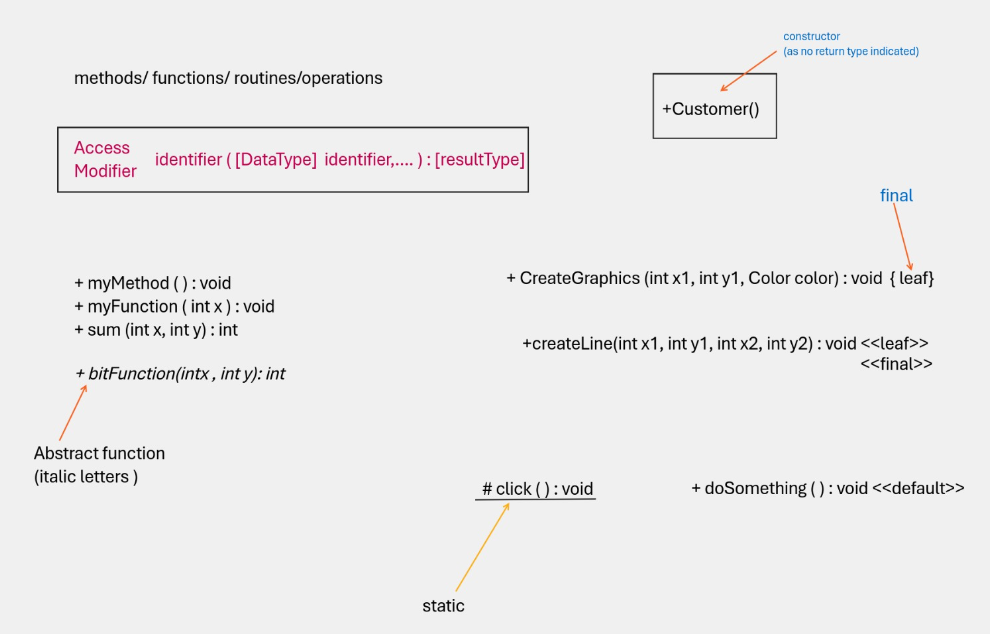 constructor
(as no return type indicated)
methods/ functions/ routines/operations
+Customer()
Access
Modifier
identifier ( [DataType] identifier,.... ) : [resultType]
final
+ CreateGraphics (int x1, int y1, Color color) : void { leaf}
+ myMethod ( ) : void
+ myFunction ( int x ) : void
+ sum (int x, int y) : int
+createLine(int x1, int y1, int x2, int y2) : void <<leaf>>
<<final>>
+ bitFunction(intx , int y): int
Abstract function
(italic letters )
# click ( ) : void
+ doSomething ( ) : void <<default>>
static